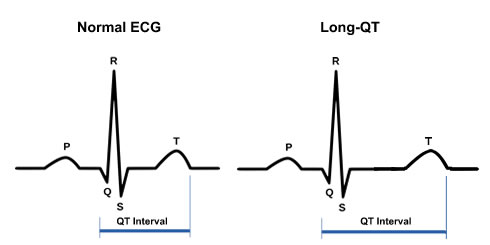 Normal ECG
R
P
T
Q
S
QT Interval
Long-QT
R
P
T
Q
S
QT Interval